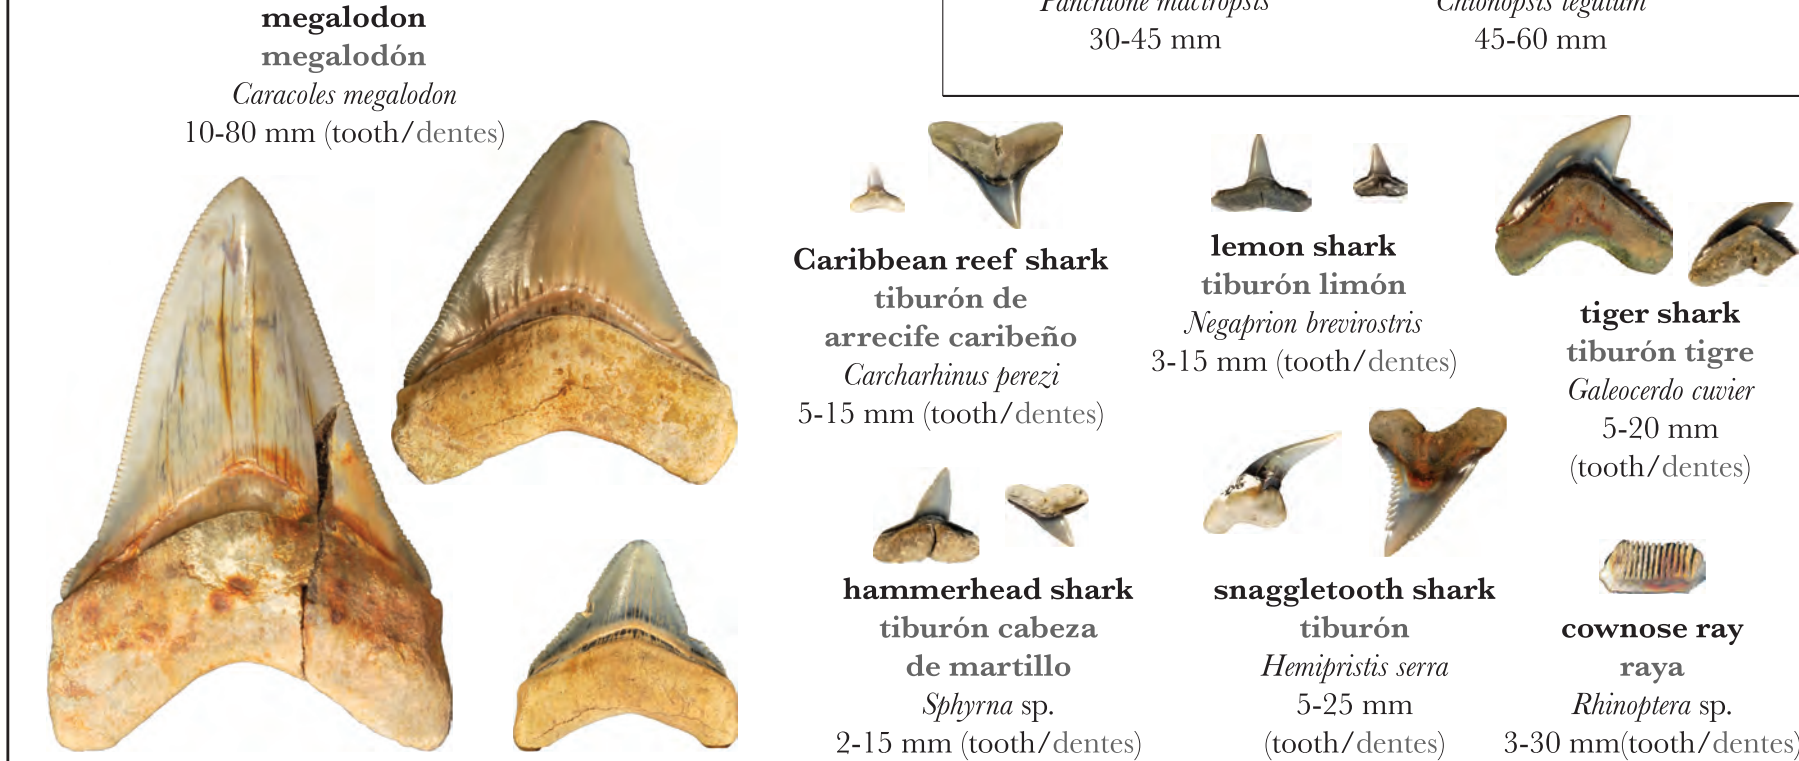 megalodon
megalodón
Caracoles megalodon
10-80 mm (tooth/dentes)
Panchione mactropsis
30-45 mm
Chionopsis tegulum
45-60 mm
Caribbean reef shark
tiburón de
arrecife caribeño
Carcharhinus perezi
5-15 mm (tooth/dentes)
lemon shark
tiburón limón
Negaprion brevirostris
3-15 mm (tooth/dentes)
tiger shark
tiburón tigre
Galeocerdo cuvier
5-20 mm
(tooth/dentes)
hammerhead shark
tiburón cabeza
de martillo
Sphyrna sp.
2-15 mm (tooth/dentes)
snaggletooth shark
tiburón
Hemipristis serra
5-25 mm
(tooth/dentes)
cownose ray
raya
Rhinoptera sp.
3-30 mm(tooth/dentes)